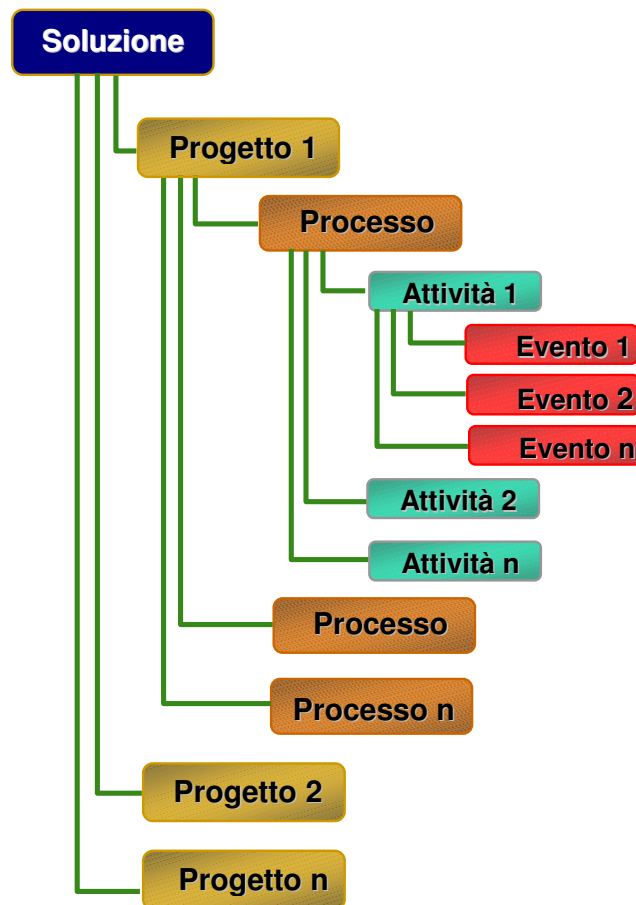 Soluzione
Progetto 1
Processo
Attività 1
Evento 1
Evento 2
Evento n
Attività 2
Attività n
Processo
Processo n
Progetto 2
Progetto n